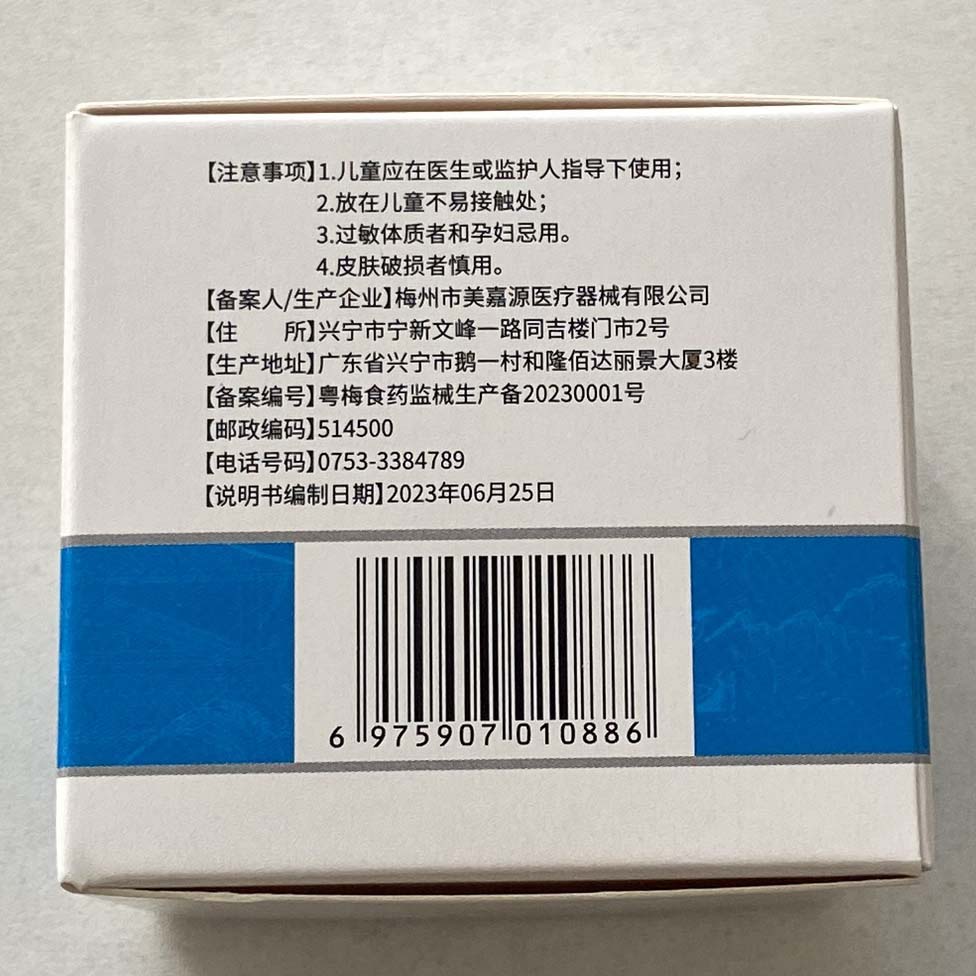 【注意事项】1.儿童应在医生或监护人指导下使用；
2.放在儿童不易接触处；
3.过敏体质者和孕妇忌用。
4.皮肤破损者慎用。
【备案人/生产企业】梅州市美嘉源医疗器械有限公司
【住　　所】兴宁市宁新文峰一路同吉楼门市2号
【生产地址】广东省兴宁市鹅一村和隆佰达丽景大厦3楼
【备案编号】粤梅食药监械生产备20230001号
【邮政编码】514500
【电话号码】0753-3384789
【说明书编制日期】2023年06月25日
6 975907 010886